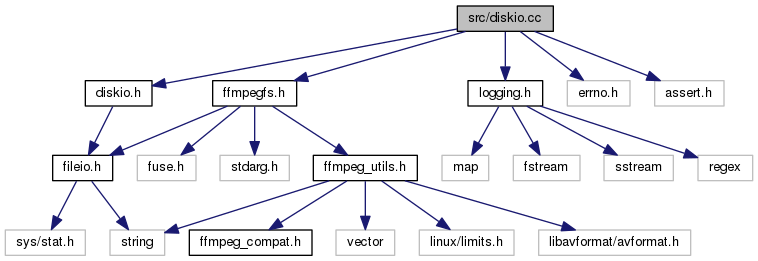 src/diskio.cc
diskio.h
ffmpegfs.h
logging.h
errno.h
assert.h
fileio.h
fuse.h
stdarg.h
ffmpeg_utils.h
map
fstream
sstream
regex
sys/stat.h
string
ffmpeg_compat.h
vector
linux/limits.h
libavformat/avformat.h